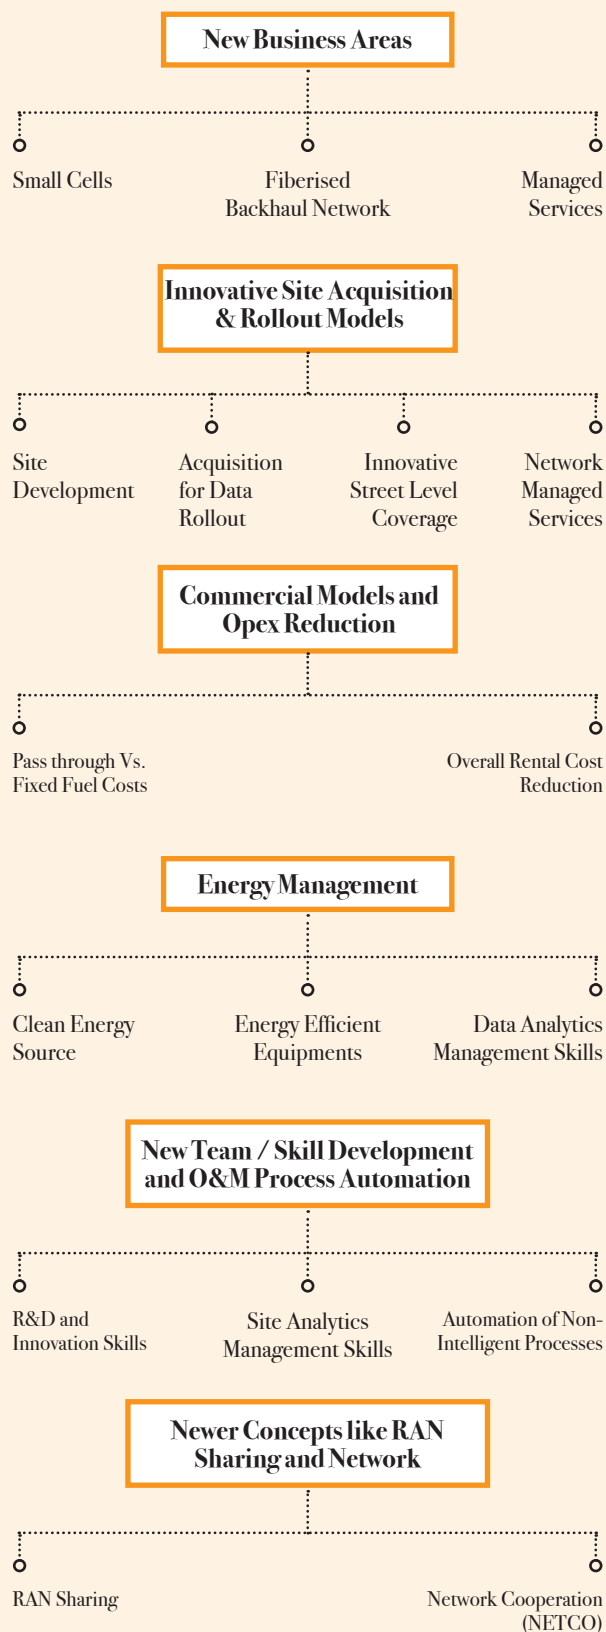 New Business Areas
Small Cells
Fiberised
Backhaul Network
Managed
Services
Innovative Site Acquisition
& Rollout Models
Site
Development
Acquisition
for Data
Rollout
Innovative
Street Level
Coverage
Network
Managed
Services
Commercial Models and
Opex Reduction
Pass through Vs.
Fixed Fuel Costs
Overall Rental Cost
Reduction
Energy Management
Clean Energy
Source
Energy Efficient
Equipments
Data Analytics
Management Skills
New Team / Skill Development
and O&M Process Automation
R&D and
Innovation Skills
Site Analytics
Management Skills
Automation of Non-
Intelligent Processes
Newer Concepts like RAN
Sharing and Network
RAN Sharing
Network Cooperation
(NETCO)